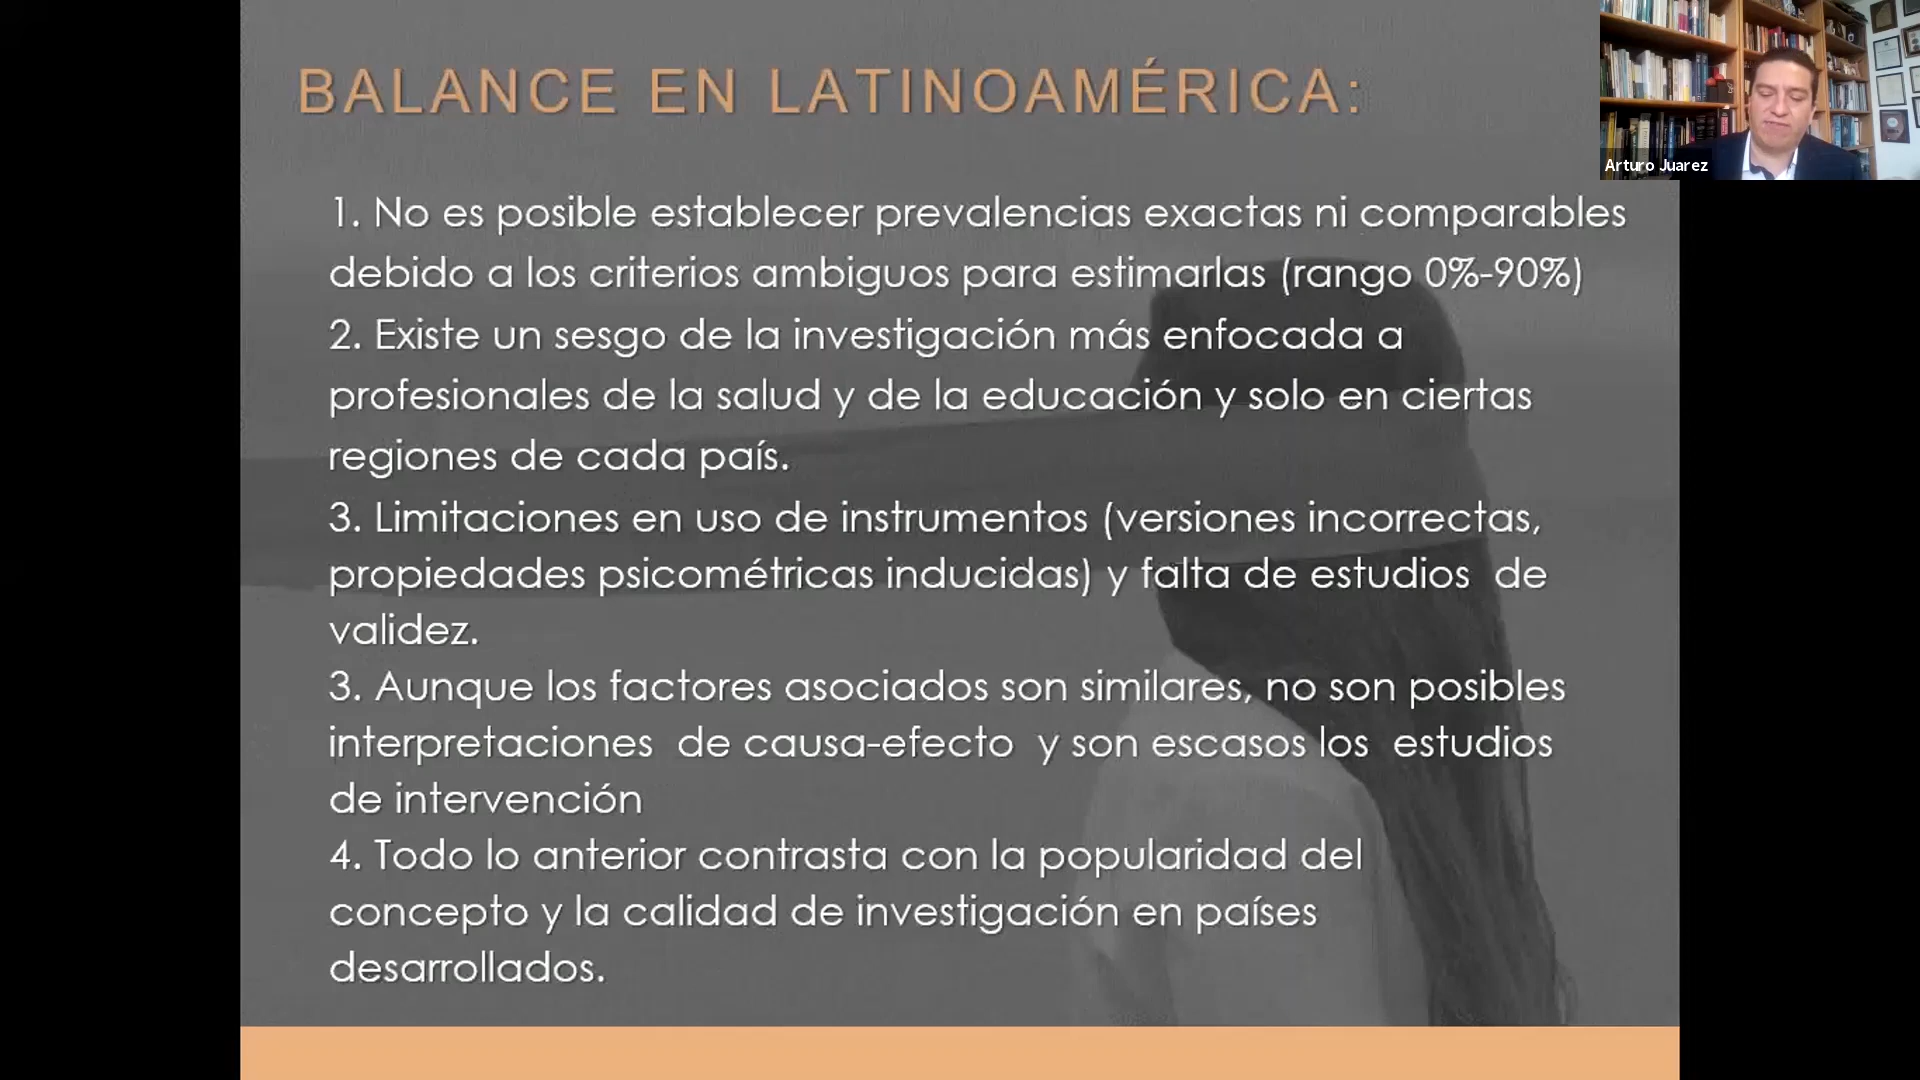 BALANCE EN LATINOAMÉRICA:
Arturo Juarez
1. No es posible establecer prevalencias exactas ni comparables
debido a los criterios ambiguos para estimarlas (rango 0%-90%)
2. Existe un sesgo de la investigación más enfocada a
profesionales de la salud y de la educación y solo en ciertas
regiones de cada país.
3. Limitaciones en uso de instrumentos (versiones incorrectas,
propiedades psicométricas inducidas) y falta de estudios de
validez.
3. Aunque los factores asociados son similares, no son posibles
interpretaciones de causa-efecto y son escasos los estudios
de intervención
4. Todo lo anterior contrasta con la popularidad del
concepto y la calidad de investigación en países
desarrollados.